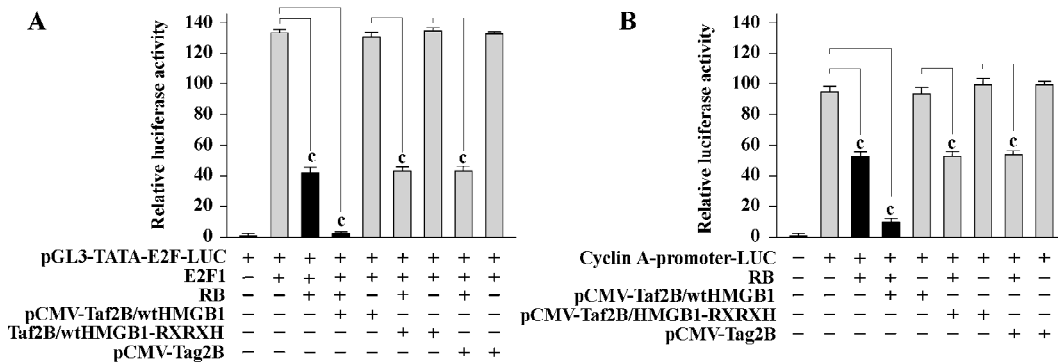 A
Relative luciferase activity
140
120
100
80
60
40
20
0
c
c
c
c
pGL3-TATA-E2F-LUC + + + + + + + + +
E2F1 − + + + + + + + +
RB − − + + − + − + −
pCMV-Taf2B/wtHMGB1 − − − + + − − − −
Taf2B/wtHMGB1-RXRXH − − − − − + + − −
pCMV-Tag2B − − − − − − − + +
B
Relative luciferase activity
140
120
100
80
60
40
20
0
c
c
c
c
Cyclin A-promoter-LUC − + + + + + + + +
RB − − + + − + − + −
pCMV-Taf2B/wtHMGB1 − − − + + − − − −
pCMV-Taf2B/HMGB1-RXRXH − − − − − + + − −
pCMV-Tag2B − − − − − − − + +